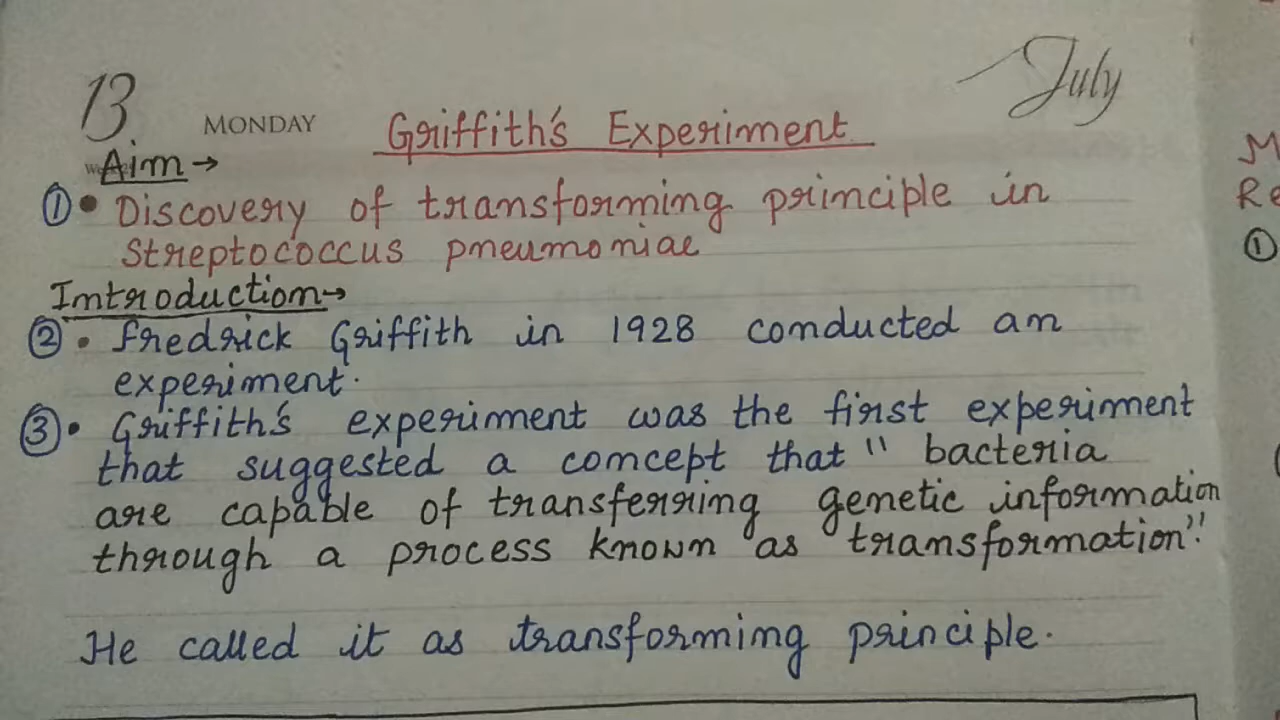 13 MONDAY July
Griffith's Experiment
Aim →
① • Discovery of transforming principle in
Streptococcus pneumoniae
Introduction →
② • Fredrick Griffith in 1928 conducted an
experiment.
③ • Griffith's experiment was the first experiment
that suggested a concept that " bacteria
are capable of transferring genetic information
through a process known as "transformation".
He called it as transforming principle.
M
Re
①